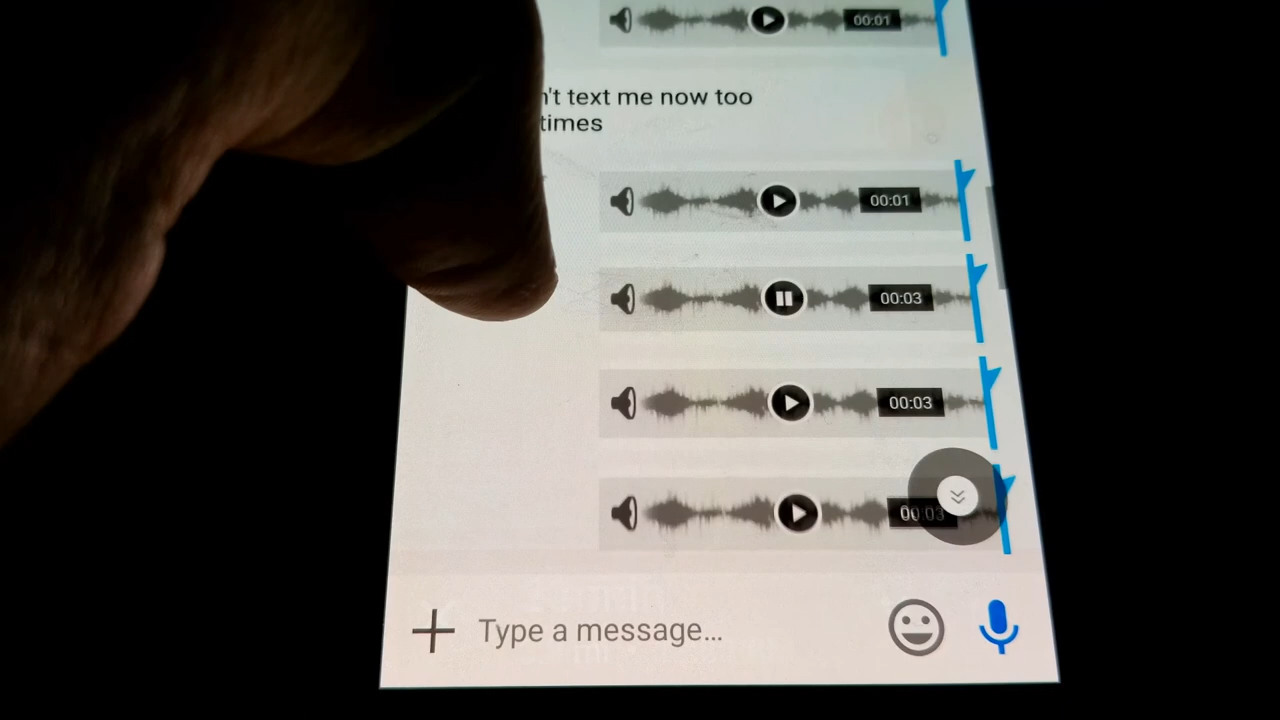 00:01
n't text me now too
times
00:01
00:03
00:03
00:03
Type a message...